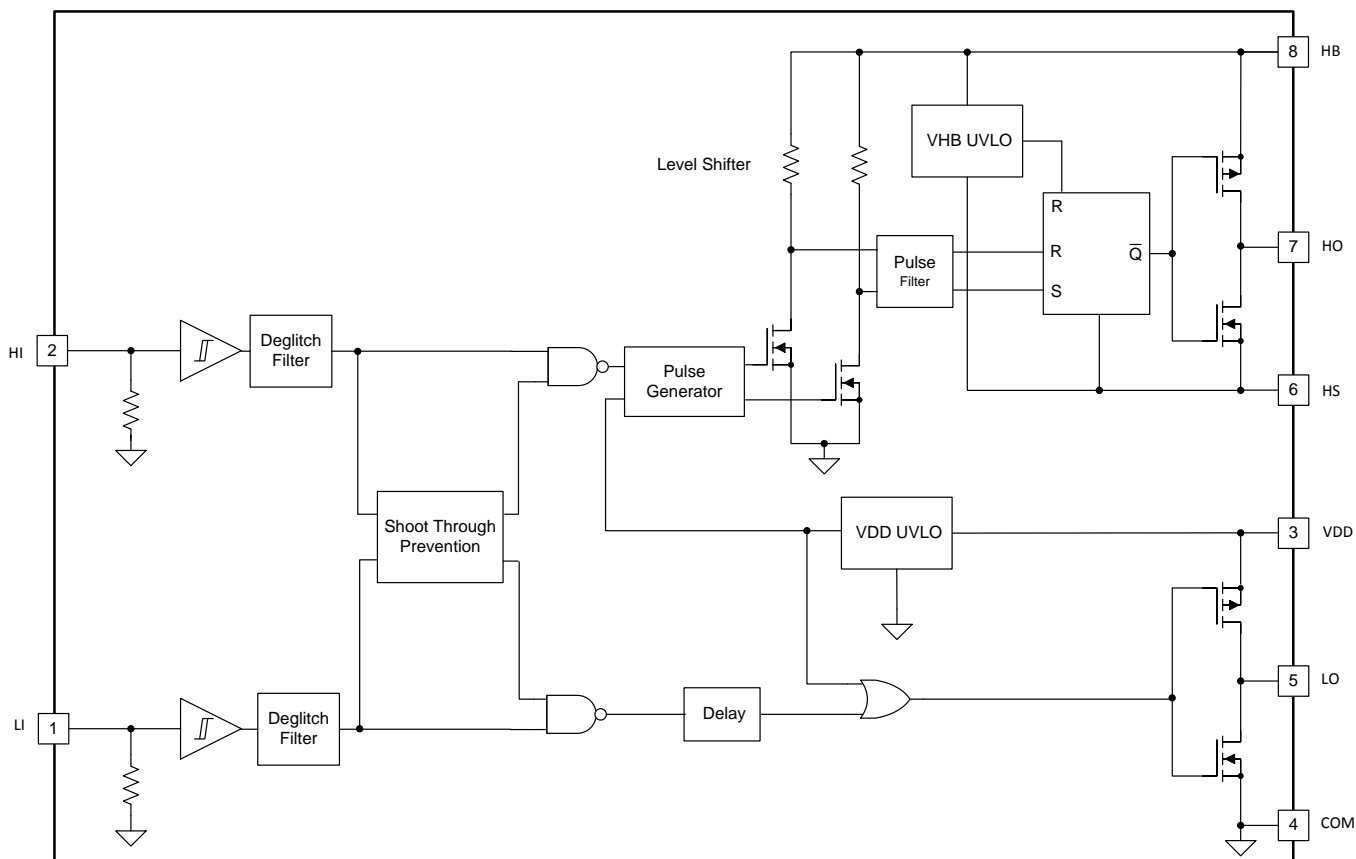 8 HB
VHB UVLO
Level Shifter
R
R
S
Q̅
Pulse
Filter
7 HO
HI 2
Deglitch
Filter
Pulse
Generator
6 HS
Shoot Through
Prevention
VDD UVLO
3 VDD
LI 1
Deglitch
Filter
Delay
5 LO
4 COM